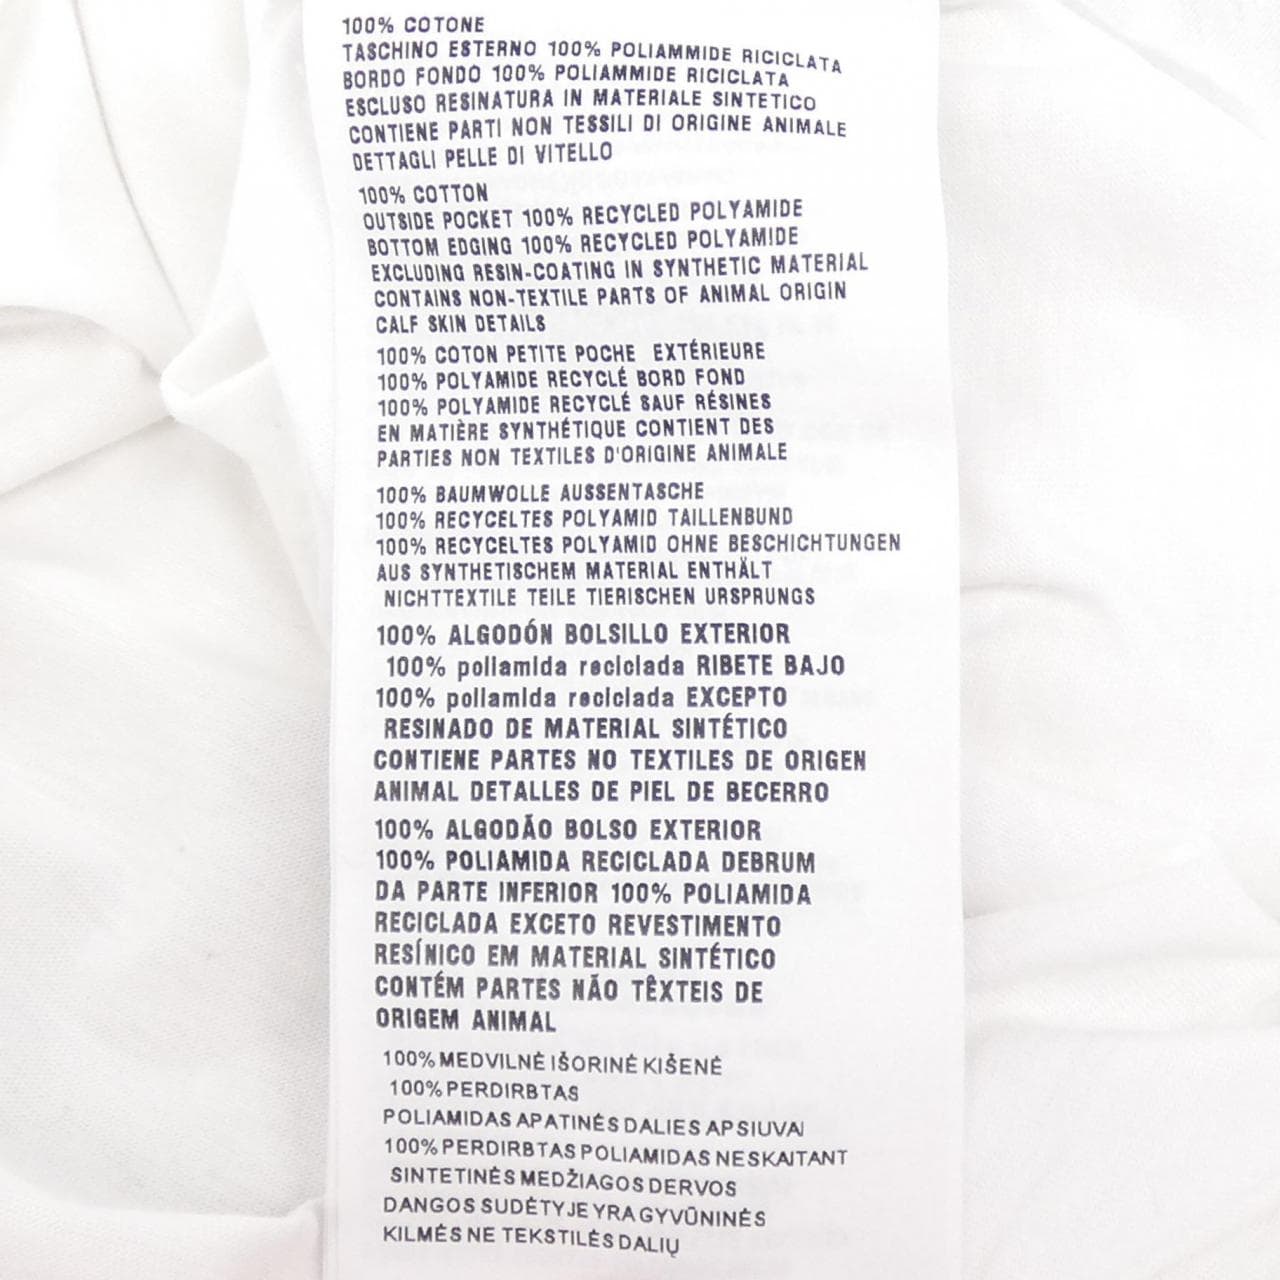 100% COTONE
TASCHINO ESTERNO 100% POLIAMMIDE RICICLATA
BORDO FONDO 100% POLIAMMIDE RICICLATA
ESCLUSO RESINATURA IN MATERIALE SINTETICO
CONTIENE PARTI NON TESSILI DI ORIGINE ANIMALE
DETTAGLI PELLE DI VITELLO
100% COTTON
OUTSIDE POCKET 100% RECYCLED POLYAMIDE
BOTTOM EDGING 100% RECYCLED POLYAMIDE
EXCLUDING RESIN-COATING IN SYNTHETIC MATERIAL
CONTAINS NON-TEXTILE PARTS OF ANIMAL ORIGIN
CALF SKIN DETAILS
100% COTON PETITE POCHE EXTÉRIEURE
100% POLYAMIDE RECYCLÉ BORD FOND
100% POLYAMIDE RECYCLÉ SAUF RÉSINES
EN MATIÈRE SYNTHÉTIQUE CONTIENT DES
PARTIES NON TEXTILES D'ORIGINE ANIMALE
100% BAUMWOLLE AUSSENTASCHE
100% RECYCELTES POLYAMID TAILLENBUND
100% RECYCELTES POLYAMID OHNE BESCHICHTUNGEN
AUS SYNTHETISCHEM MATERIAL ENTHÄLT
NICHTTEXTILE TEILE TIERISCHEN URSPRUNGS
100% ALGODÓN BOLSILLO EXTERIOR
100% poliamida reciclada RIBETE BAJO
100% poliamida reciclada EXCEPTO
RESINADO DE MATERIAL SINTÉTICO
CONTIENE PARTES NO TEXTILES DE ORIGEN
ANIMAL DETALLES DE PIEL DE BECERRO
100% ALGODÃO BOLSO EXTERIOR
100% POLIAMIDA RECICLADA DEBRUM
DA PARTE INFERIOR 100% POLIAMIDA
RECICLADA EXCETO REVESTIMENTO
RESÍNICO EM MATERIAL SINTÉTICO
CONTÉM PARTES NÃO TÊXTEIS DE
ORIGEM ANIMAL
100% MEDVILNĖ IŠORINĖ KIŠENĖ
100% PERDIRBTAS
POLIAMIDAS APATINĖS DALIES APSIUVAI
100% PERDIRBTAS POLIAMIDAS NESKAITANT
SINTETINĖS MEDŽIAGOS DERVOS
DANGOS SUDĖTYJE YRA GYVŪNINĖS
KILMĖS NE TEKSTILĖS DALIŲ